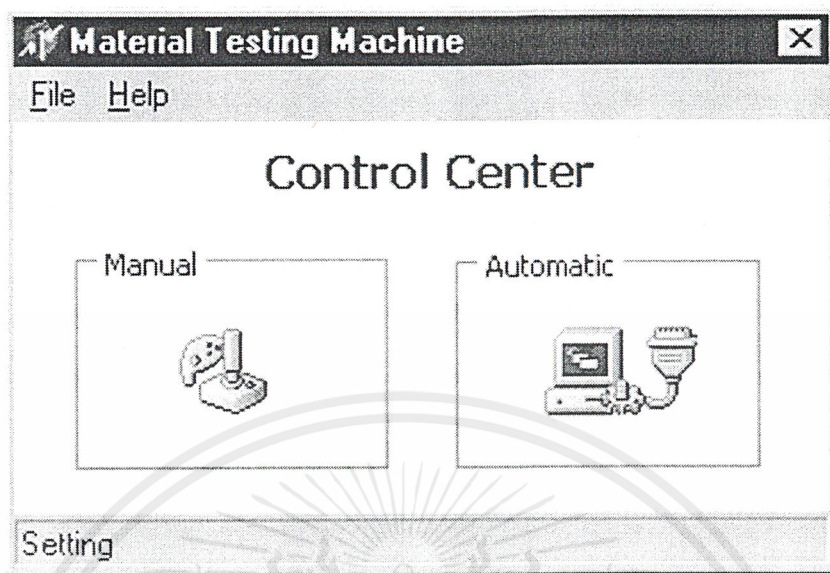 Material Testing Machine
File Help
Control Center
Manual Automatic
Setting